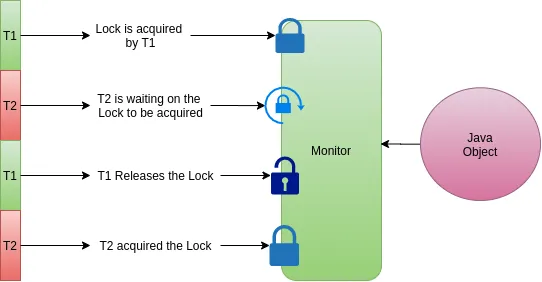 T1
Lock is acquired
by T1
T2
T2 is waiting on the
Lock to be acquired
T1
T1 Releases the Lock
T2
T2 acquired the Lock
Monitor
Java
Object